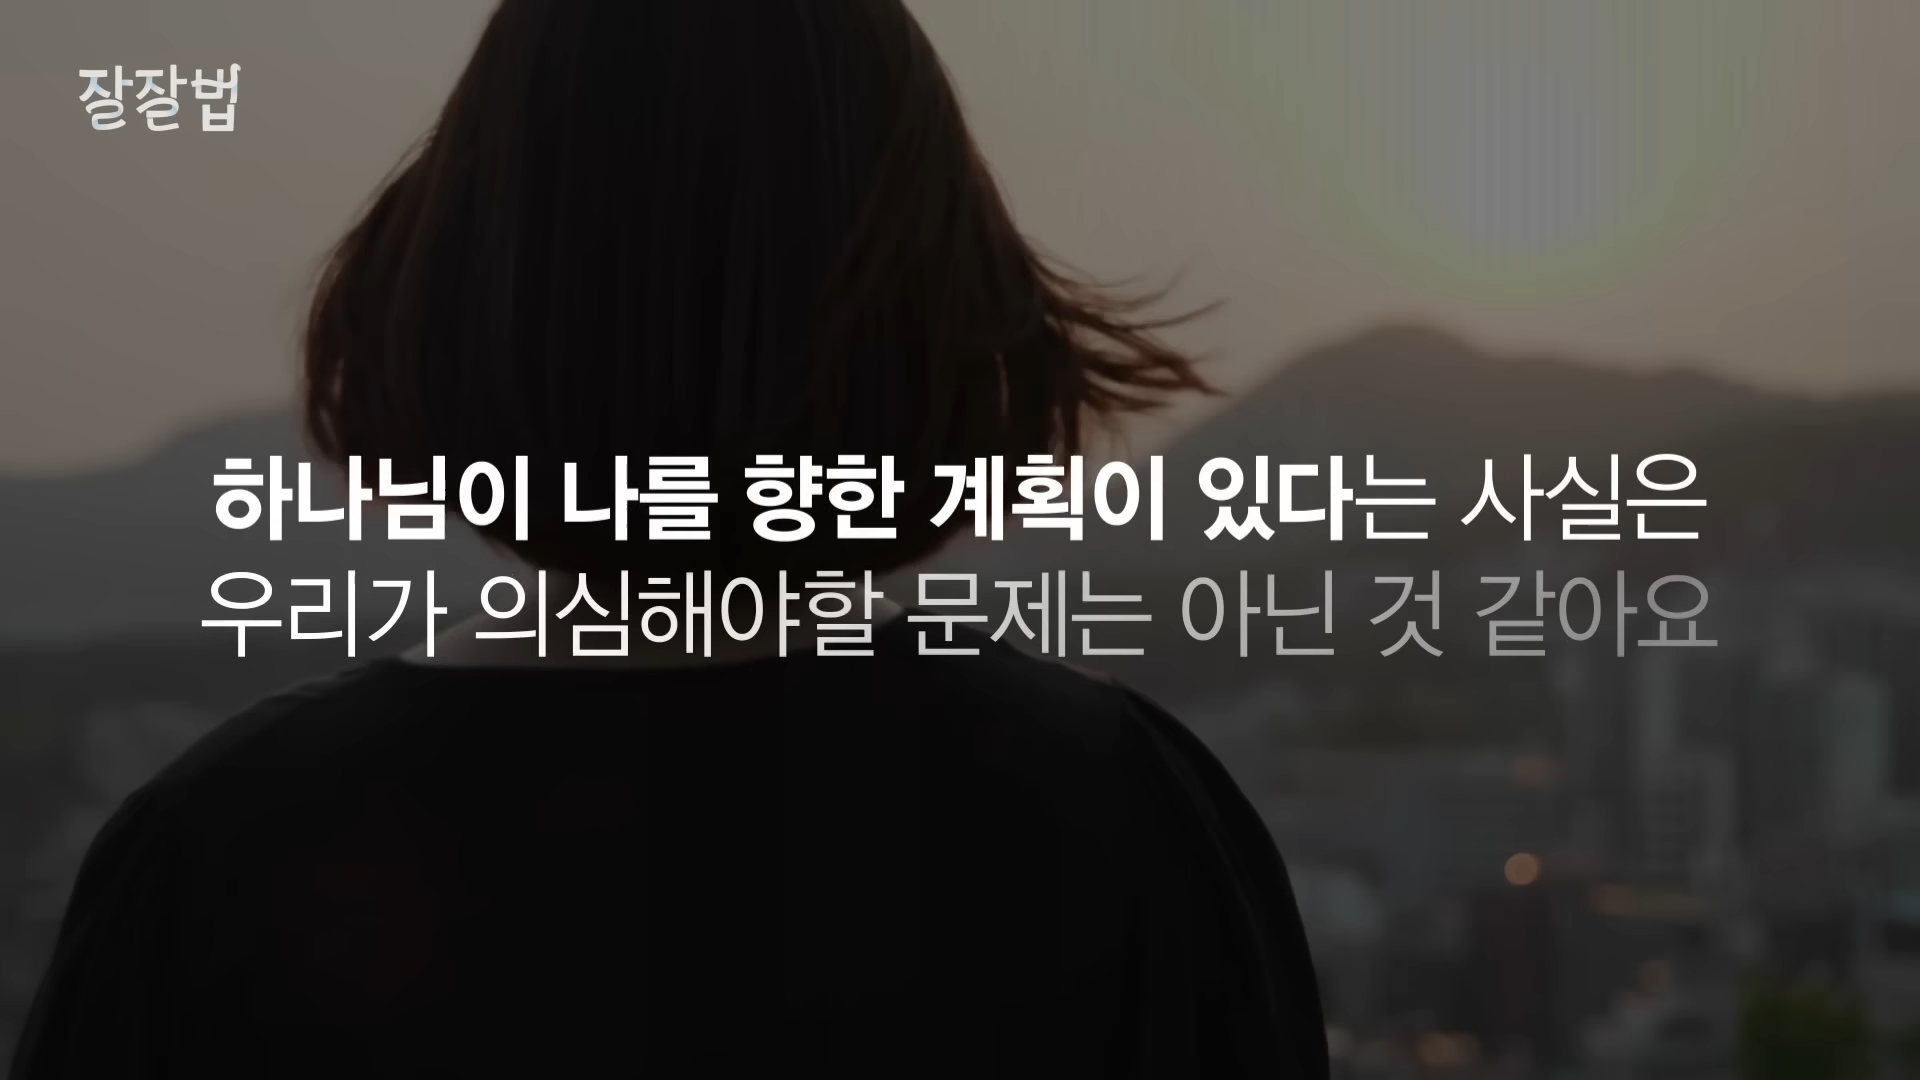 잘잘법
하나님이 나를 향한 계획이 있다는 사실은
우리가 의심해야할 문제는 아닌 것 같아요